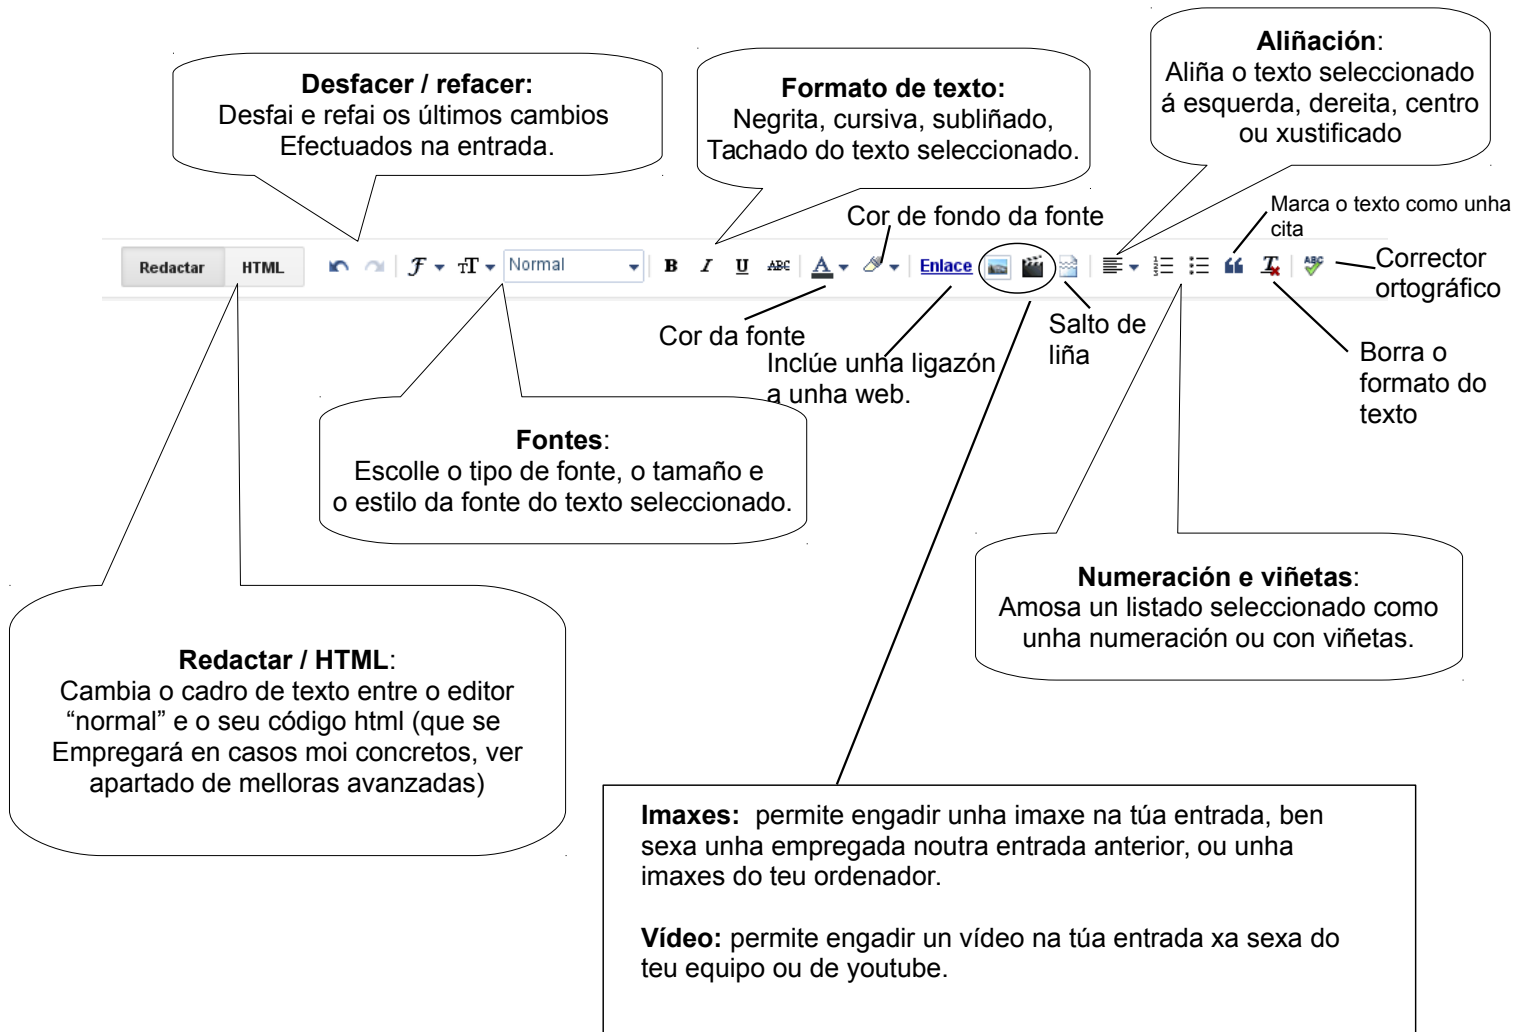 Desfacer / refacer:
Desfai e refai os últimos cambios
Efectuados na entrada.
Formato de texto:
Negrita, cursiva, subliñado,
Tachado do texto seleccionado.
Aliñación:
Aliña o texto seleccionado
á esquerda, dereita, centro
ou xustificado
Cor de fondo da fonte
Marca o texto como unha
cita
Redactar HTML F TT Normal B I U ABC A Enlace 1 2 3 “ T ABC
Corrector
ortográfico
Cor da fonte
Inclúe unha ligazón
a unha web.
Salto de
liña
Borra o
formato do
texto
Fontes:
Escolle o tipo de fonte, o tamaño e
o estilo da fonte do texto seleccionado.
Numeración e viñetas:
Amosa un listado seleccionado como
unha numeración ou con viñetas.
Redactar / HTML:
Cambia o cadro de texto entre o editor
“normal” e o seu código html (que se
Empregará en casos moi concretos, ver
apartado de melloras avanzadas)
Imaxes: permite engadir unha imaxe na túa entrada, ben
sexa unha empregada noutra entrada anterior, ou unha
imaxes do teu ordenador.
Vídeo: permite engadir un vídeo na túa entrada xa sexa do
teu equipo ou de youtube.